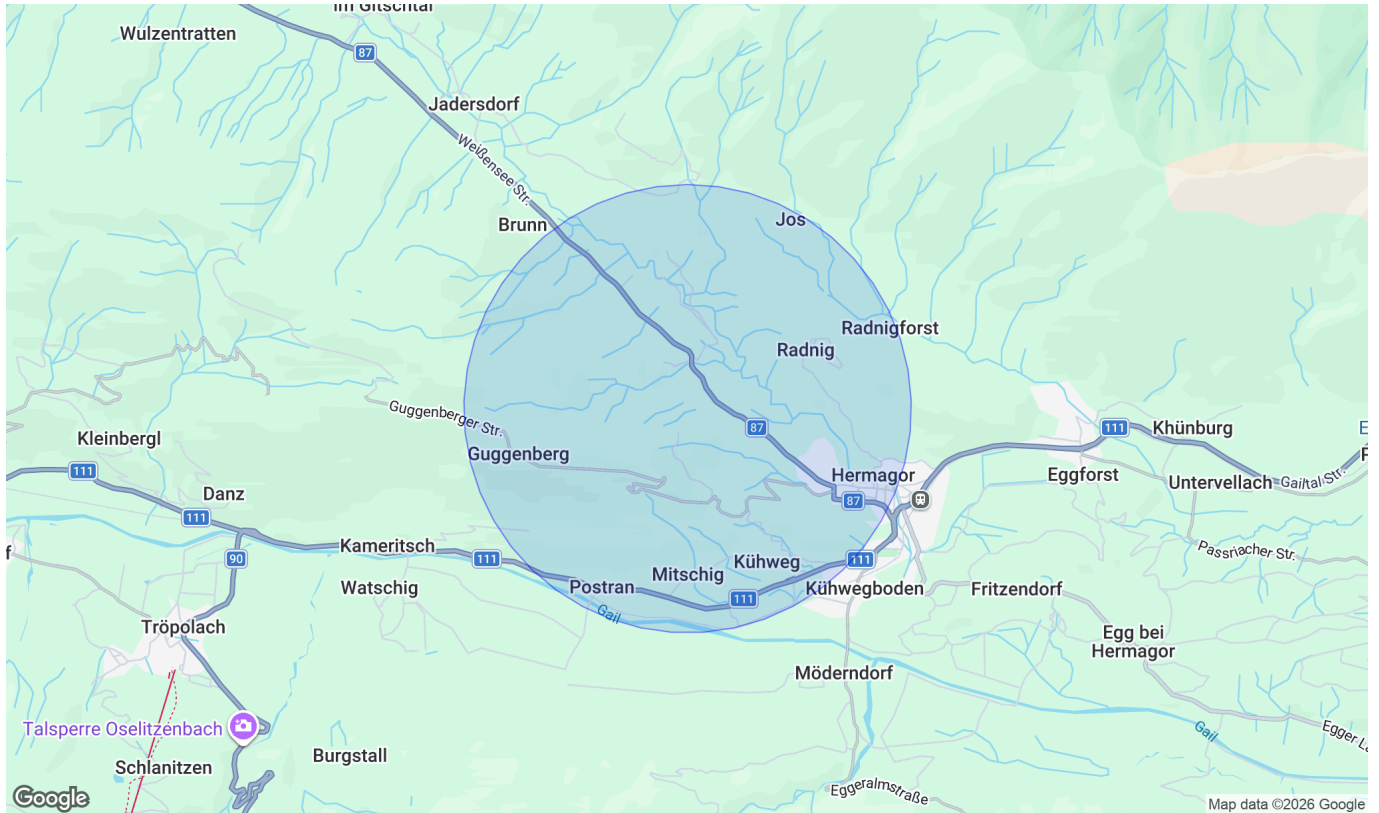 im Gitschtal
Wulzentratten
87
Jadersdorf
Weißensee Str.
Jos
Brunn
Radnigforst
Radnig
Guggenberger Str.
87
111
Khünburg
Kleinbergl
Guggenberg
111
Hermagor
Eggforst
Untervellach
Gailtal Str.
Danz
87
111
Kameritsch
Passriacher Str.
90
111
Kühweg
111
Watschig
Postran
Mitschig
111
Kühwegboden
Fritzendorf
Gail
Tröpolach
Egg bei
Hermagor
Möderndorf
Talsperre Oselitzenbach
Gail
Egger La
Burgstall
Schlanitzen
Eggeralmstraße
Google
Map data ©2026 Google